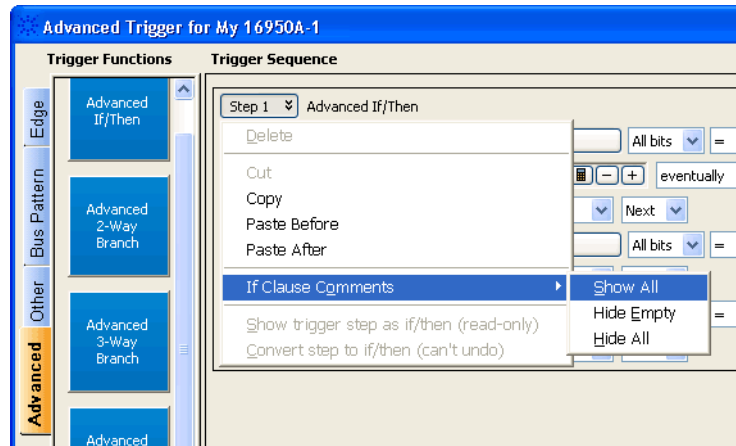 Advanced Trigger for My 16950A-1
Trigger Functions
Trigger Sequence
Edge
Bus Pattern
Other
Advanced
Advanced
If/Then
Advanced
2-Way
Branch
Advanced
3-Way
Branch
Advanced
Step 1
Advanced If/Then
Delete
Cut
Copy
Paste Before
Paste After
If Clause Comments
Show trigger step as if/then (read-only)
Convert step to if/then (can't undo)
Show All
Hide Empty
Hide All
All bits =
- + eventually
Next
All bits =
=